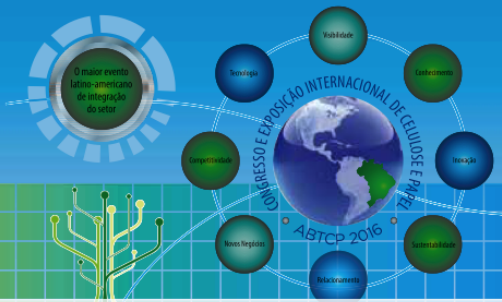 O maior evento
latino-americano
de integração
do setor
Visibilidade
Tecnologia
Conhecimento
CONGRESSO E EXPOSIÇÃO INTERNACIONAL DE CELULOSE E PAPEL
Competitividade
Inovação
ABTCP 2016
Novos Negócios
Sustentabilidade
Relacionamento